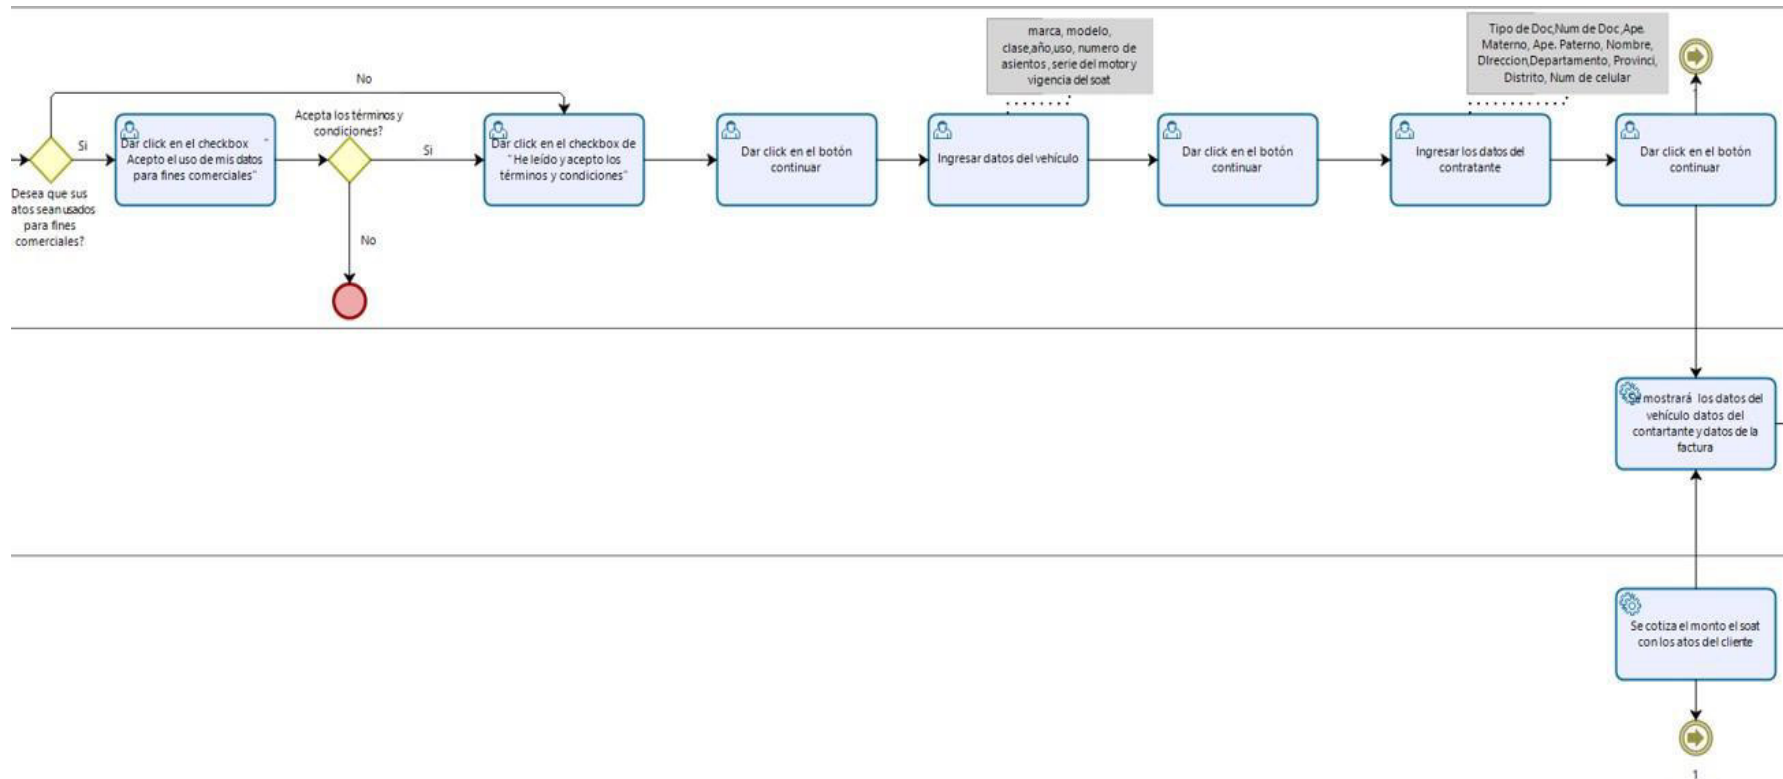 No
Si
Desea que sus
atos sean usados
para fines
comerciales?
Dar click en el checkbox "
Acepto el uso de mis datos
para fines comerciales"
Acepta los términos y
condiciones?
Si
No
Dar click en el checkbox de
" He leído y acepto los
términos y condiciones"
Dar click en el botón
continuar
marca, modelo,
clase,año,uso, numero de
asientos , serie del motor y
vigencia del soat
Ingresar datos del vehículo
Dar click en el botón
continuar
Tipo de Doc,Num de Doc,Ape.
Materno, Ape. Paterno, Nombre,
DIreccion,Departamento, Provinci,
Distrito, Num de celular
Ingresar los datos del
contratante
Dar click en el botón
continuar
Se mostrará los datos del
vehículo datos del
contartante y datos de la
factura
Se cotiza el monto el soat
con los atos del cliente
1